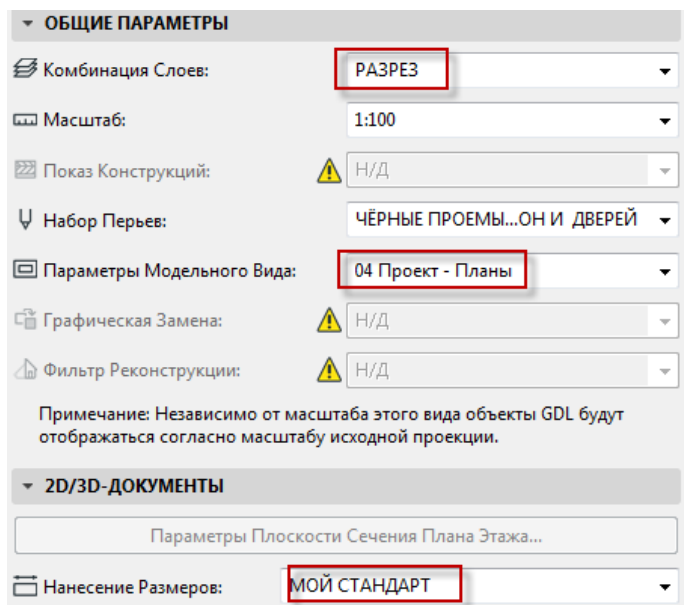 ОБЩИЕ ПАРАМЕТРЫ
Комбинация Слоев: РАЗРЕЗ
Масштаб: 1:100
Показ Конструкций: Н/Д
Набор Перьев: ЧЁРНЫЕ ПРОЕМЫ...ОН И ДВЕРЕЙ
Параметры Модельного Вида: 04 Проект - Планы
Графическая Замена: Н/Д
Фильтр Реконструкции: Н/Д
Примечание: Независимо от масштаба этого вида объекты GDL будут
отображаться согласно масштабу исходной проекции.
2D/3D-ДОКУМЕНТЫ
Параметры Плоскости Сечения Плана Этажа...
Нанесение Размеров: МОЙ СТАНДАРТ